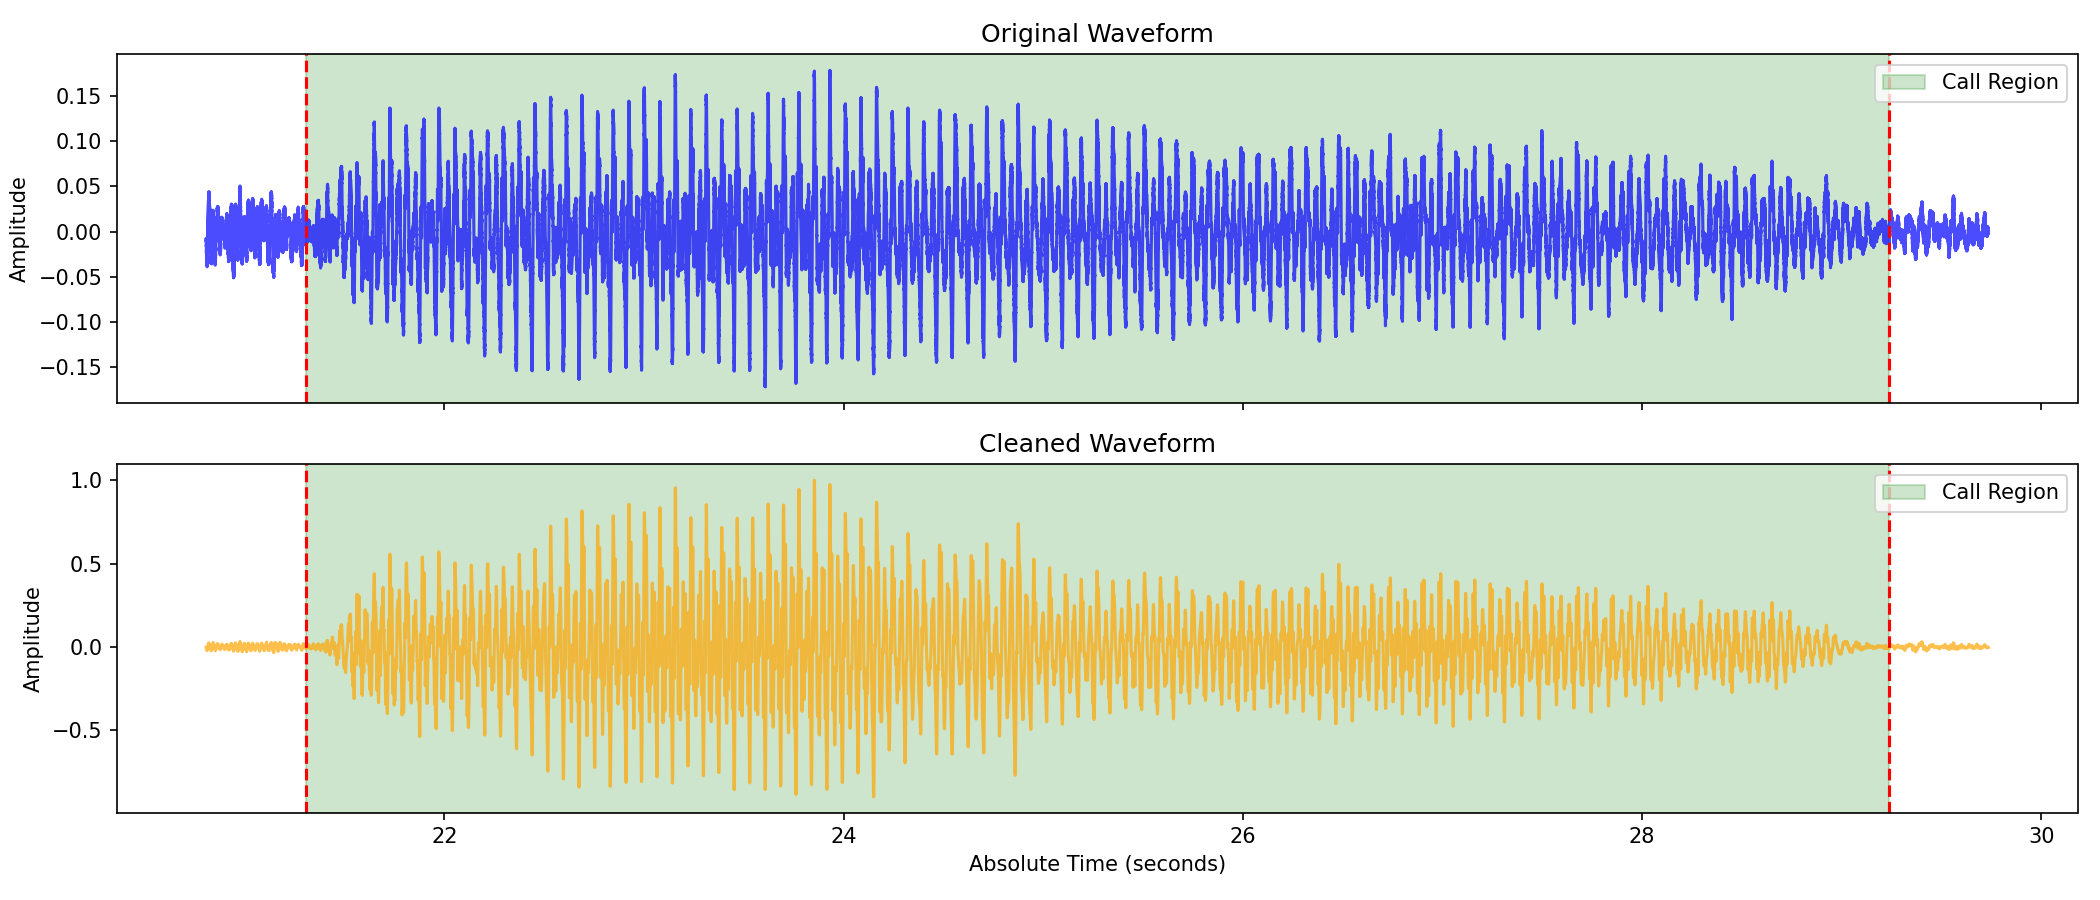 Original Waveform
Call Region
Amplitude
0.15
0.10
0.05
0.00
−0.05
−0.10
−0.15
Cleaned Waveform
Call Region
Amplitude
1.0
0.5
0.0
−0.5
22 24 26 28 30
Absolute Time (seconds)